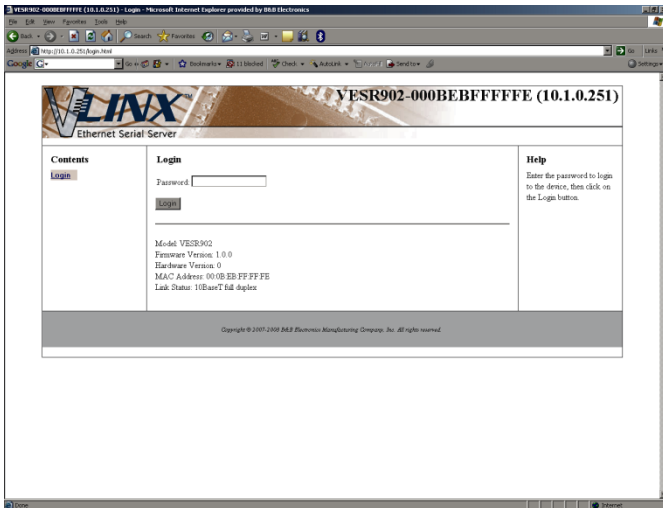 VESR902-000BEBFFFFFE (10.1.0.251) - Login - Microsoft Internet Explorer provided by B&B Electronics
File Edit View Favorites Tools Help
Back Search Favorites
Address http://10.1.0.251/login.html Go Links
Google G Go Bookmarks 11 blocked Check AutoLink AutoFill Send to Settings
VLINX™
Ethernet Serial Server
VESR902-000BEBFFFFFE (10.1.0.251)
Contents
Login
Login
Password:
Login
Model: VESR902
Firmware Version: 1.0.0
Hardware Version: 0
MAC Address: 00:0B:EB:FF:FF:FE
Link Status: 10BaseT full duplex
Help
Enter the password to login
to the device, then click on
the Login button.
Copyright © 2007-2008 B&B Electronics Manufacturing Company, Inc. All rights reserved.
Done Internet